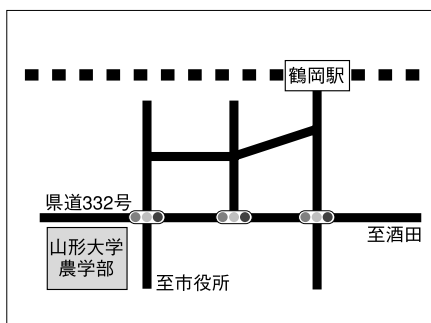 鶴岡駅
県道332号
至酒田
山形大学
農学部
至市役所